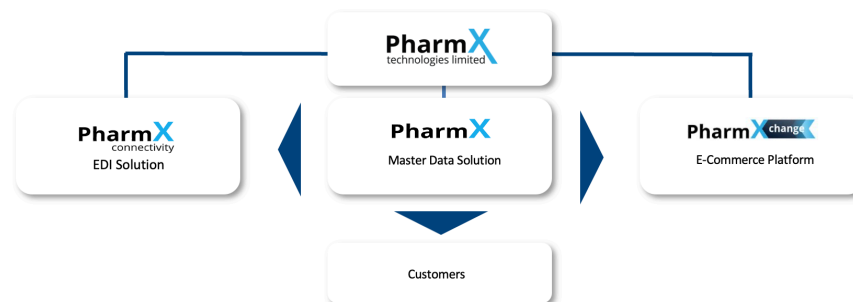 PharmX
technologies limited
PharmX
connectivity
EDI Solution
PharmX
Master Data Solution
PharmX change
E-Commerce Platform
Customers